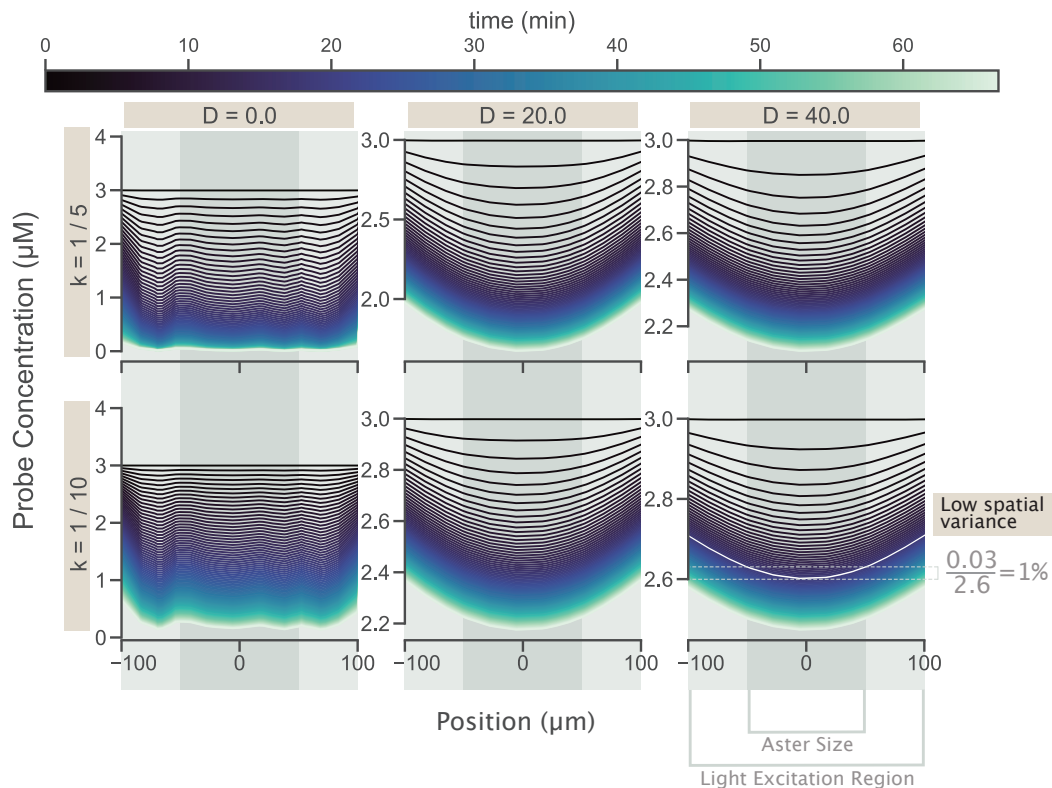 time (min)
0 10 20 30 40 50 60
D = 0.0 D = 20.0 D = 40.0
Probe Concentration (µM)
k = 1 / 5
4
3
2
1
0
3.0
2.5
2.0
3.0
2.8
2.6
2.4
2.2
k = 1 / 10
4
3
2
1
0
3.0
2.8
2.6
2.4
2.2
3.0
2.8
2.6
Low spatial
variance
0.03
2.6
=1%
−100 0 100
−100 0 100
−100 0 100
Position (µm)
Aster Size
Light Excitation Region